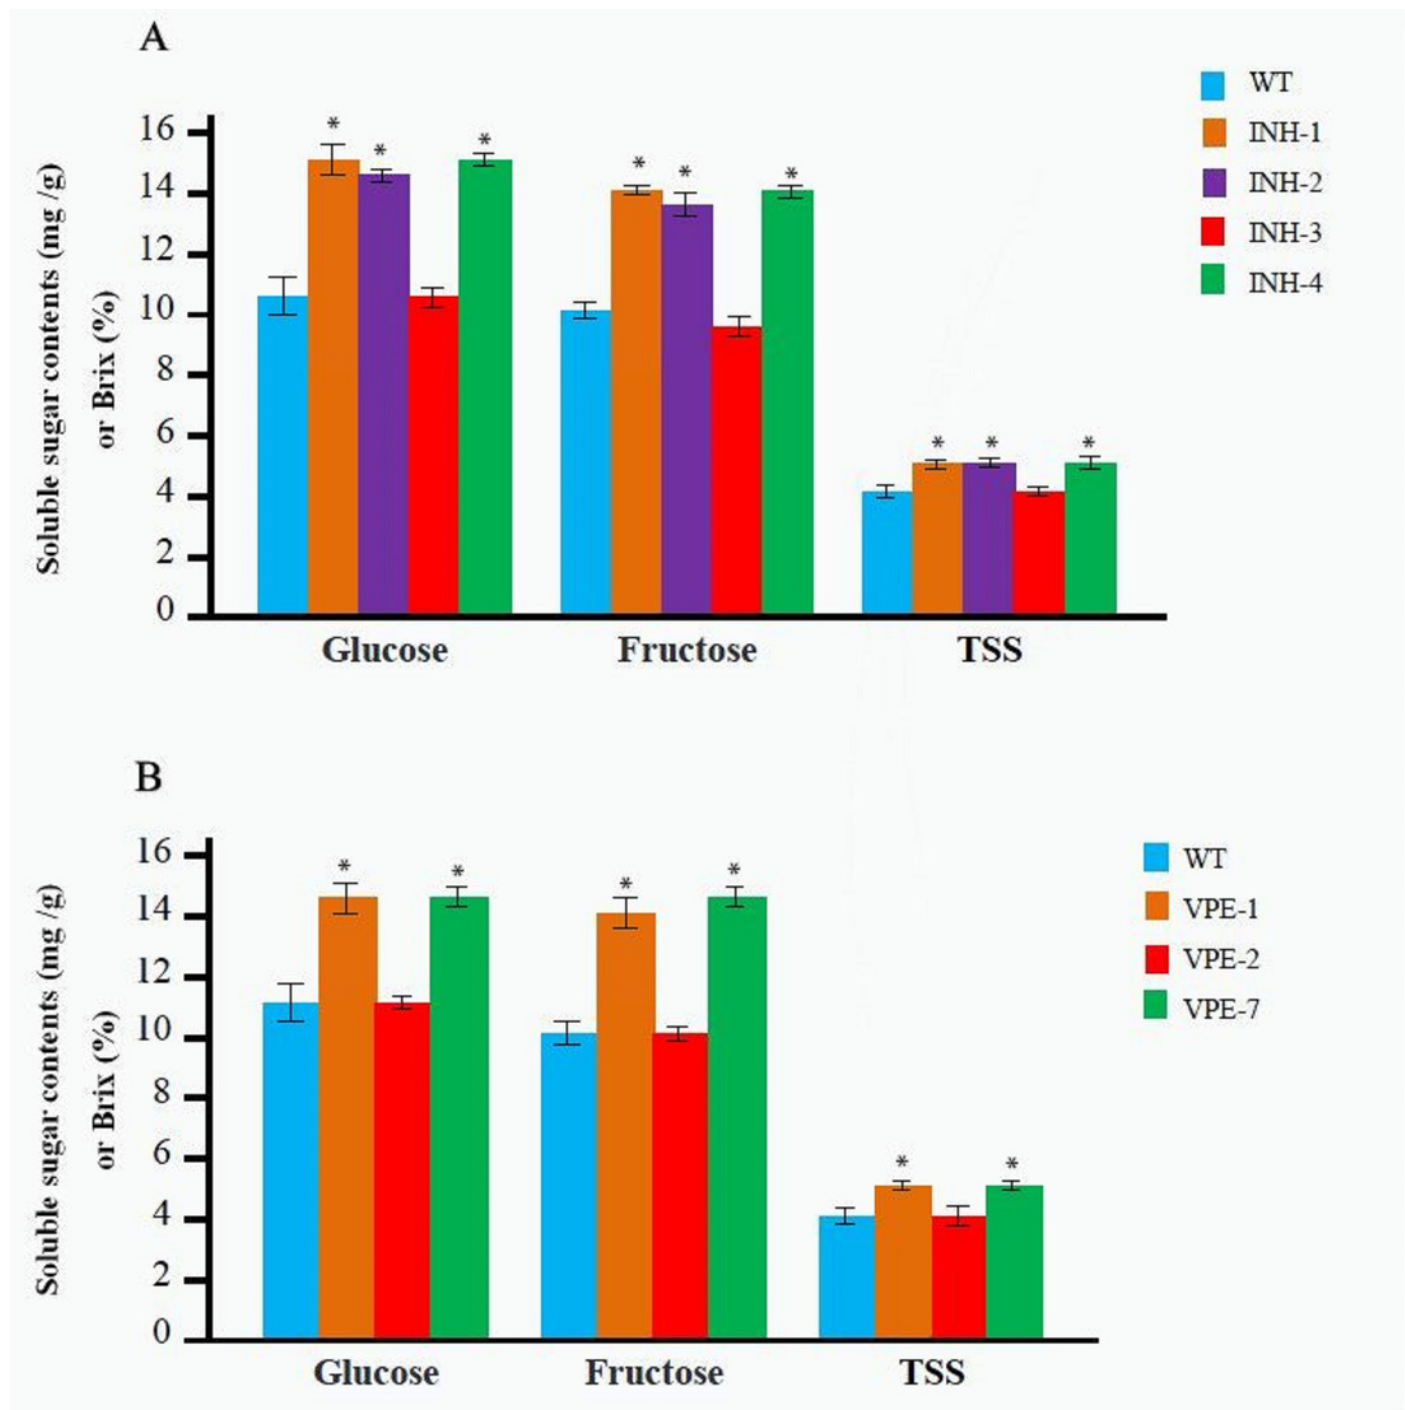 A
WT
INH-1
INH-2
INH-3
INH-4
Soluble sugar contents (mg /g)
or Brix (%)
16
14
12
10
8
6
4
2
0
* * *
* * *
* * *
Glucose Fructose TSS
B
WT
VPE-1
VPE-2
VPE-7
Soluble sugar contents (mg /g)
or Brix (%)
16
14
12
10
8
6
4
2
0
* *
* *
* *
Glucose Fructose TSS